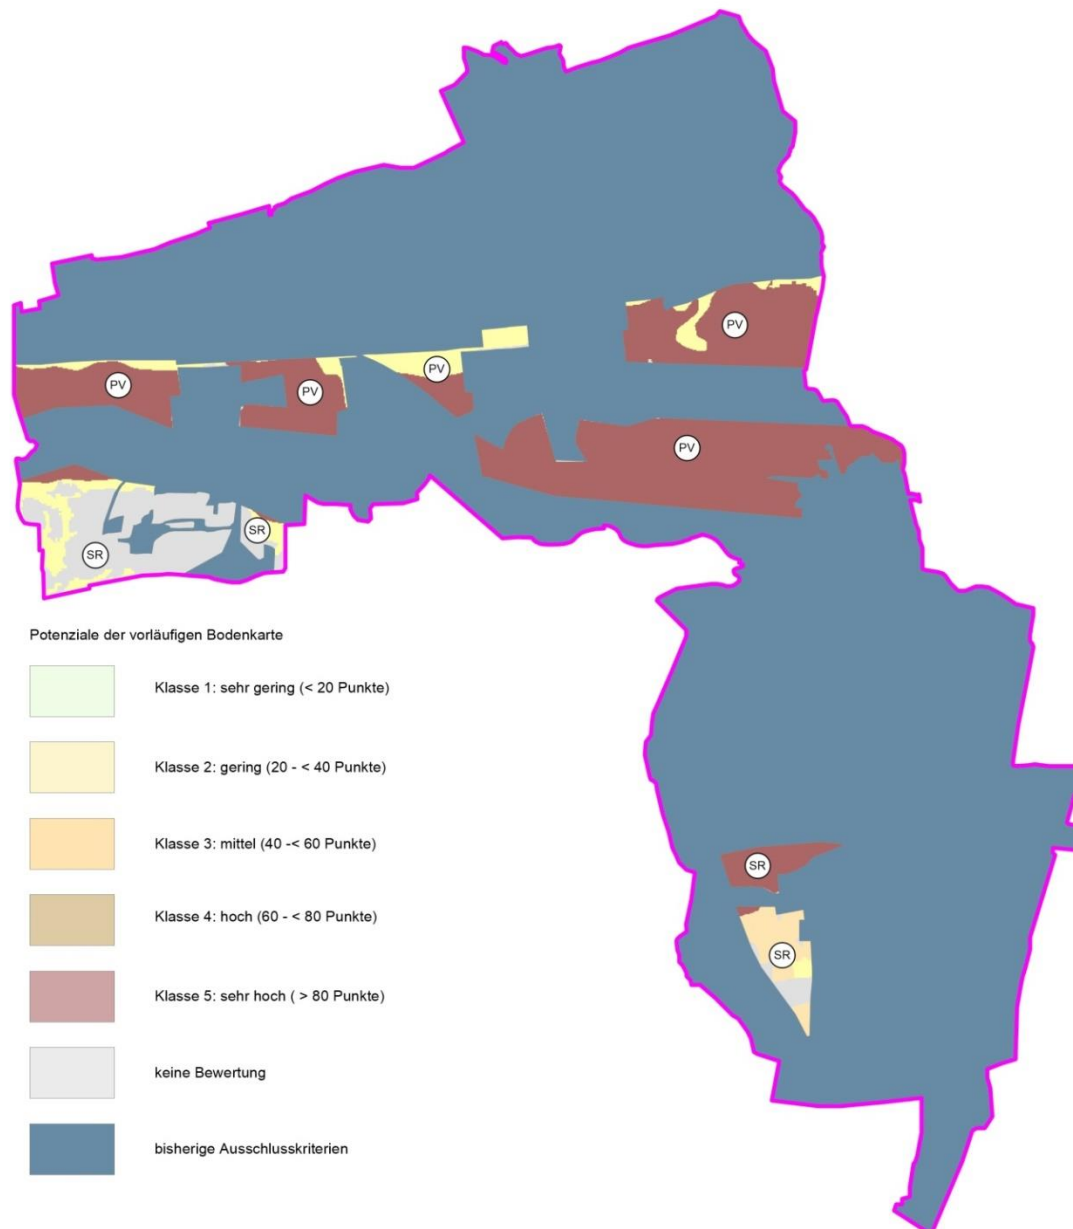 PV
PV
PV
PV
PV
SR
SR
Potenziale der vorläufigen Bodenkarte
Klasse 1: sehr gering (< 20 Punkte)
Klasse 2: gering (20 - < 40 Punkte)
Klasse 3: mittel (40 -< 60 Punkte)
SR
Klasse 4: hoch (60 - < 80 Punkte)
SR
Klasse 5: sehr hoch ( > 80 Punkte)
keine Bewertung
bisherige Ausschlusskriterien